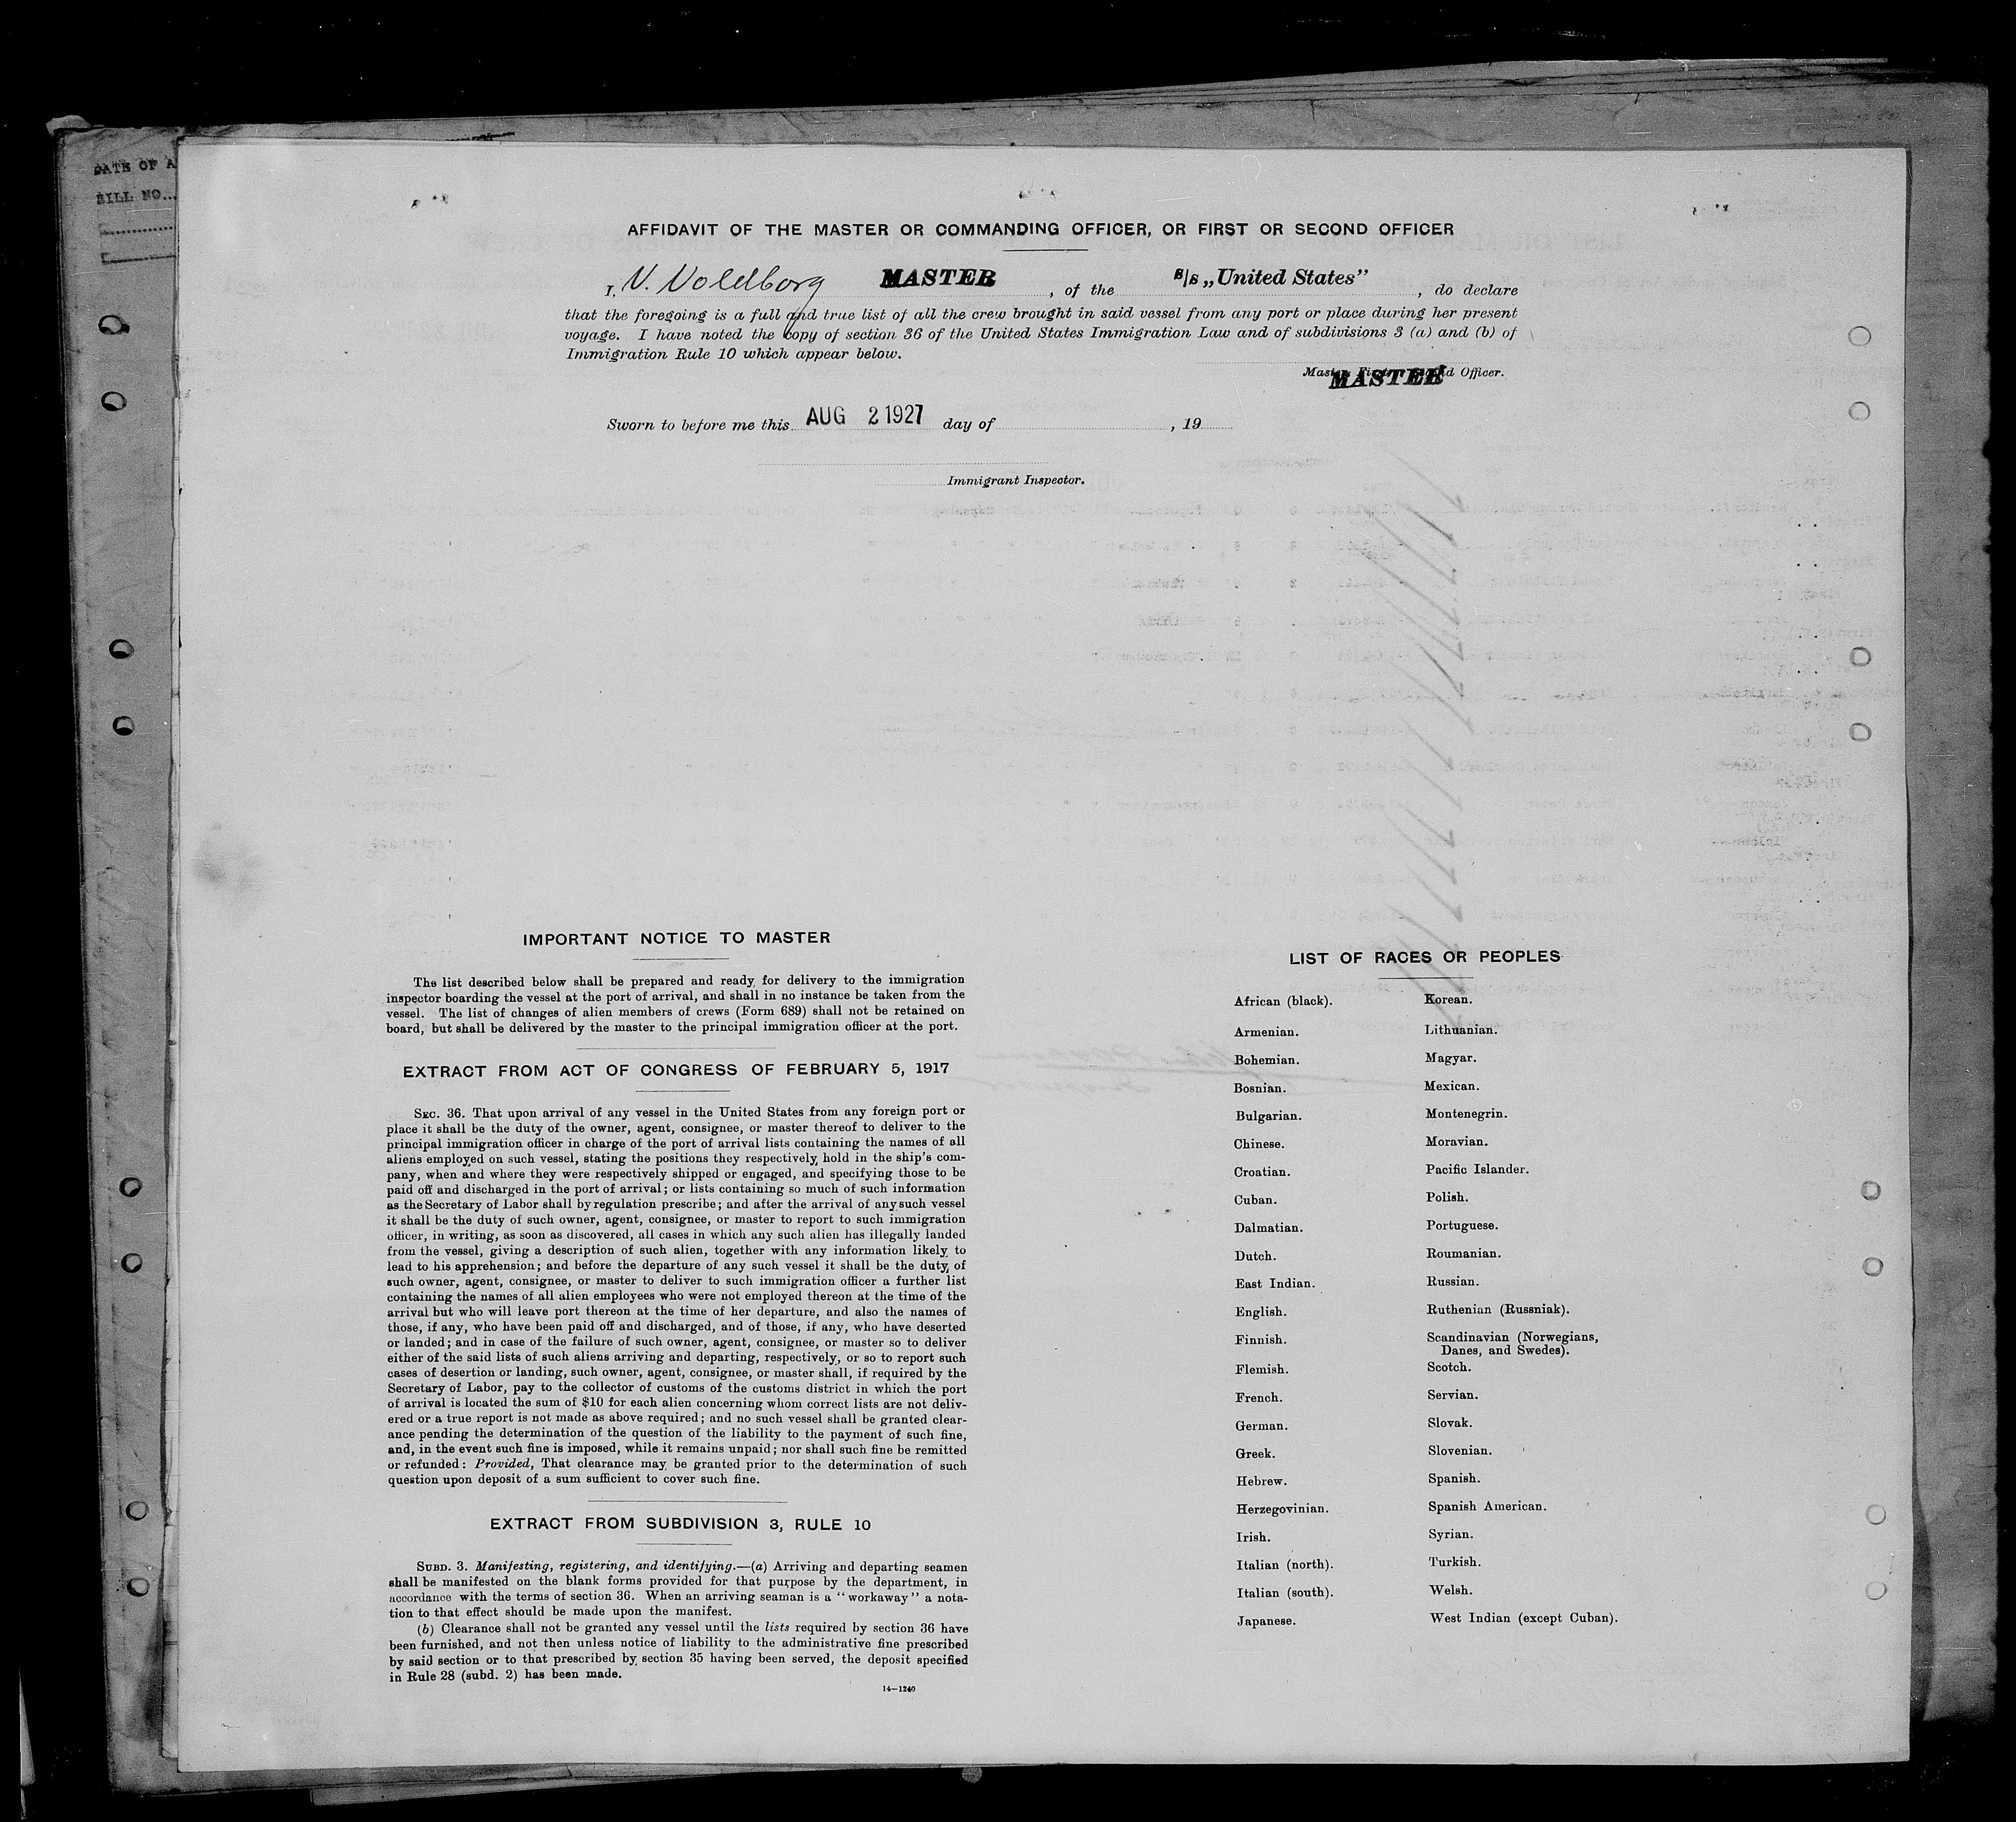 DATE OF A
BILL NO...
AFFIDAVIT OF THE MASTER OR COMMANDING OFFICER, OR FIRST OR SECOND OFFICER
I, V. Voldborg MASTER, of the S/s „United States”, do declare
that the foregoing is a full and true list of all the crew brought in said vessel from any port or place during her present
voyage. I have noted the copy of section 36 of the United States Immigration Law and of subdivisions 3 (a) and (b) of
Immigration Rule 10 which appear below.
Master, First or Second Officer.
MASTER
Sworn to before me this AUG 2 1927 day of , 19
Immigrant Inspector.
IMPORTANT NOTICE TO MASTER
The list described below shall be prepared and ready for delivery to the immigration
inspector boarding the vessel at the port of arrival, and shall in no instance be taken from the
vessel. The list of changes of alien members of crews (Form 689) shall not be retained on
board, but shall be delivered by the master to the principal immigration officer at the port.
EXTRACT FROM ACT OF CONGRESS OF FEBRUARY 5, 1917
SEC. 36. That upon arrival of any vessel in the United States from any foreign port or
place it shall be the duty of the owner, agent, consignee, or master thereof to deliver to the
principal immigration officer in charge of the port of arrival lists containing the names of all
aliens employed on such vessel, stating the positions they respectively hold in the ship's com-
pany, when and where they were respectively shipped or engaged, and specifying those to be
paid off and discharged in the port of arrival; or lists containing so much of such information
as the Secretary of Labor shall by regulation prescribe; and after the arrival of any such vessel
it shall be the duty of such owner, agent, consignee, or master to report to such immigration
officer, in writing, as soon as discovered, all cases in which any such alien has illegally landed
from the vessel, giving a description of such alien, together with any information likely to
lead to his apprehension; and before the departure of any such vessel it shall be the duty of
such owner, agent, consignee, or master to deliver to such immigration officer a further list
containing the names of all alien employees who were not employed thereon at the time of the
arrival but who will leave port thereon at the time of her departure, and also the names of
those, if any, who have been paid off and discharged, and of those, if any, who have deserted
or landed; and in case of the failure of such owner, agent, consignee, or master so to deliver
either of the said lists of such aliens arriving and departing, respectively, or so to report such
cases of desertion or landing, such owner, agent, consignee, or master shall, if required by the
Secretary of Labor, pay to the collector of customs of the customs district in which the port
of arrival is located the sum of $10 for each alien concerning whom correct lists are not deliv-
ered or a true report is not made as above required; and no such vessel shall be granted clear-
ance pending the determination of the question of the liability to the payment of such fine,
and, in the event such fine is imposed, while it remains unpaid; nor shall such fine be remitted
or refunded: Provided, That clearance may be granted prior to the determination of such
question upon deposit of a sum sufficient to cover such fine.
EXTRACT FROM SUBDIVISION 3, RULE 10
SUBD. 3. Manifesting, registering, and identifying.—(a) Arriving and departing seamen
shall be manifested on the blank forms provided for that purpose by the department, in
accordance with the terms of section 36. When an arriving seaman is a “workaway” a nota-
tion to that effect should be made upon the manifest.
(b) Clearance shall not be granted any vessel until the lists required by section 36 have
been furnished, and not then unless notice of liability to the administrative fine prescribed
by said section or to that prescribed by section 35 having been served, the deposit specified
in Rule 28 (subd. 2) has been made.
14—1240
LIST OF RACES OR PEOPLES
African (black).
Armenian.
Bohemian.
Bosnian.
Bulgarian.
Chinese.
Croatian.
Cuban.
Dalmatian.
Dutch.
East Indian.
English.
Finnish.
Flemish.
French.
German.
Greek.
Hebrew.
Herzegovinian.
Irish.
Italian (north).
Italian (south).
Japanese.
Korean.
Lithuanian.
Magyar.
Mexican.
Montenegrin.
Moravian.
Pacific Islander.
Polish.
Portuguese.
Roumanian.
Russian.
Ruthenian (Russniak).
Scandinavian (Norwegians,
Danes, and Swedes).
Scotch.
Servian.
Slovak.
Slovenian.
Spanish.
Spanish American.
Syrian.
Turkish.
Welsh.
West Indian (except Cuban).